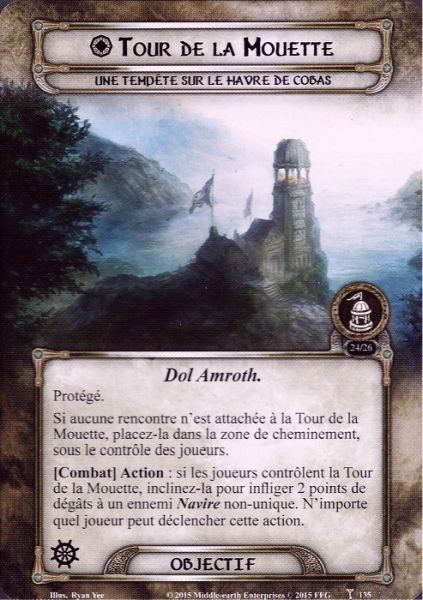 Tour de la Mouette
Une tempête sur le Havre de Cobas
24/26
Dol Amroth.
Protégé.
Si aucune rencontre n'est attachée à la Tour de la
Mouette, placez-la dans la zone de cheminement,
sous le contrôle des joueurs.
[Combat] Action : si les joueurs contrôlent la Tour
de la Mouette, inclinez-la pour infliger 2 points de
dégâts à un ennemi Navire non-unique. N'importe
quel joueur peut déclencher cette action.
Objectif
Illus. Ryan Yee ©2015 Middle-earth Enterprises © 2015 FFG 135